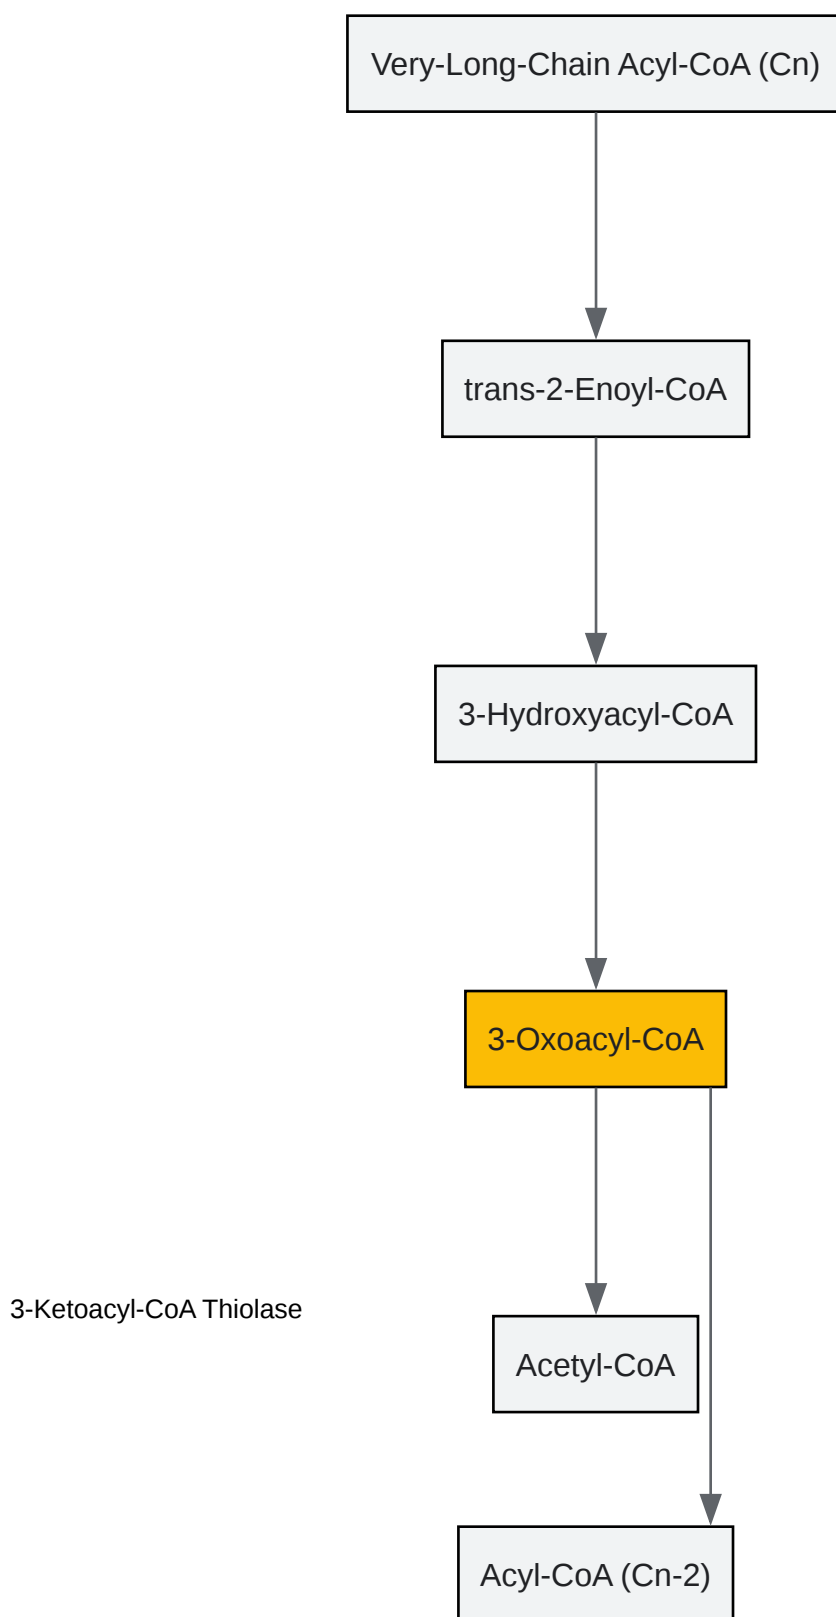 Very-Long-Chain Acyl-CoA (Cn)
trans-2-Enoyl-CoA
3-Hydroxyacyl-CoA
3-Oxoacyl-CoA
3-Ketoacyl-CoA Thiolase
Acetyl-CoA
Acyl-CoA (Cn-2)